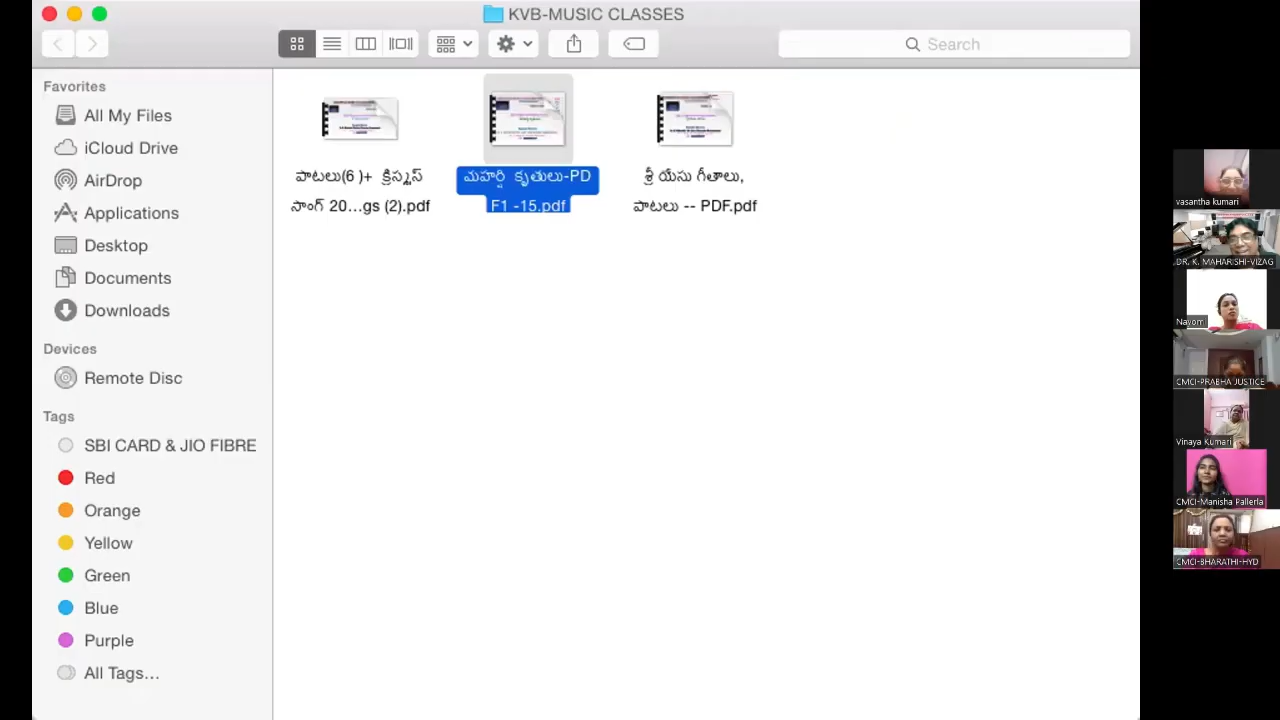 KVB-MUSIC CLASSES
Search
Favorites
All My Files
iCloud Drive
AirDrop
Applications
Desktop
Documents
Downloads
Devices
Remote Disc
Tags
SBI CARD & JIO FIBRE
Red
Orange
Yellow
Green
Blue
Purple
All Tags...
పాటలు(6 )+ క్రిస్మస్
సాంగ్ 20...gs (2).pdf
మహర్షి కృతులు-PD
F1 -15.pdf
శ్రీ యేసు గీతాలు,
పాటలు -- PDF.pdf
vasantha kumari
DR. K. MAHARISHI-VIZAG
Nayomi
CMCI-PRABHA JUSTICE
Vinaya Kumari
CMCI-Manisha Pallerla
CMCI-BHARATHI-HYD